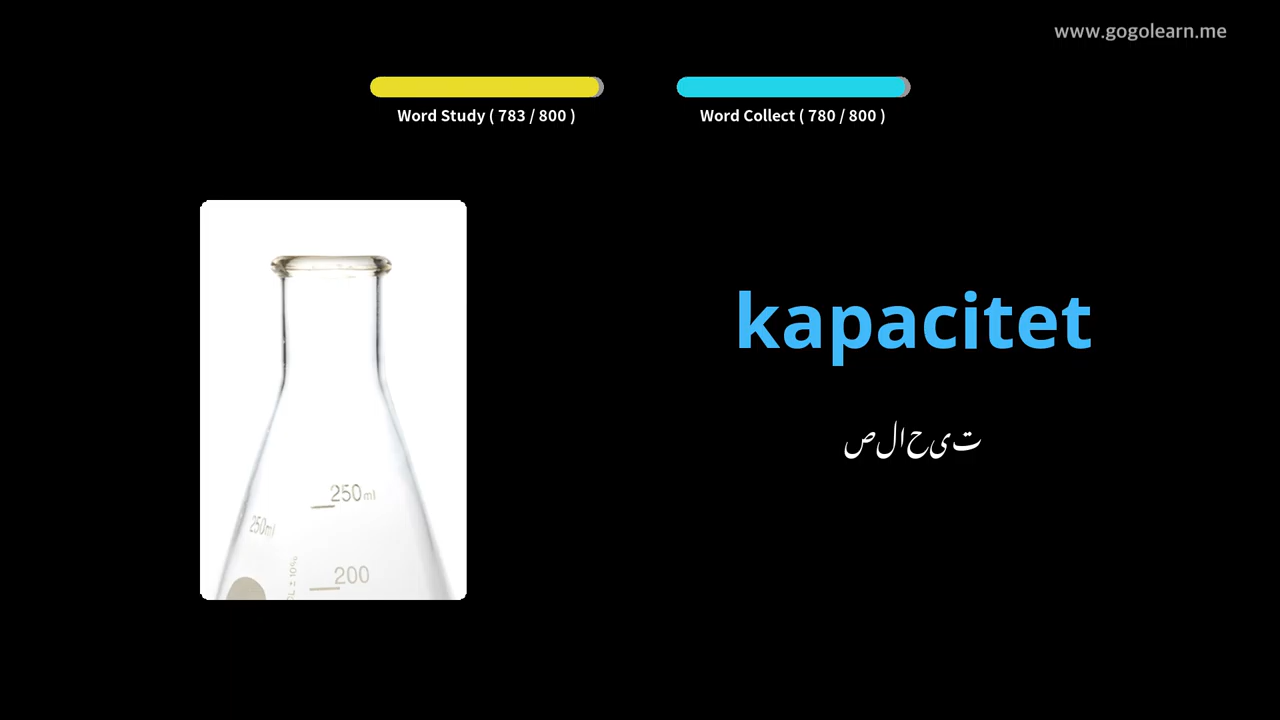 www.gogolearn.me
Word Study ( 783 / 800 )
Word Collect ( 780 / 800 )
kapacitet
صلاحیت
250ml
250ml
200